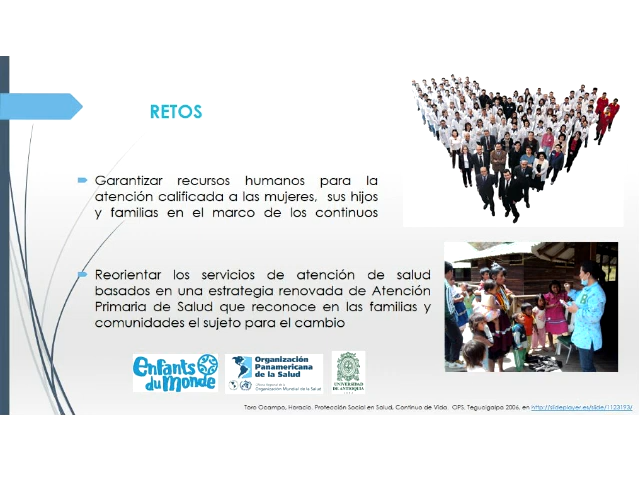 RETOS
Garantizar recursos humanos para la
atención calificada a las mujeres, sus hijos
y familias en el marco de los continuos
Reorientar los servicios de atención de salud
basados en una estrategia renovada de Atención
Primaria de Salud que reconoce en las familias y
comunidades el sujeto para el cambio
Enfants
du Monde
Organización
Panamericana
de la Salud
Organización Mundial de la Salud
UNIVERSIDAD
DE ANTIOQUIA
Toro Ocampo, Horacio. Protección Social en Salud, Continuo de Vida. OPS, Tegucigalpa 2006, en http://slideplayer.es/slide/1123193/